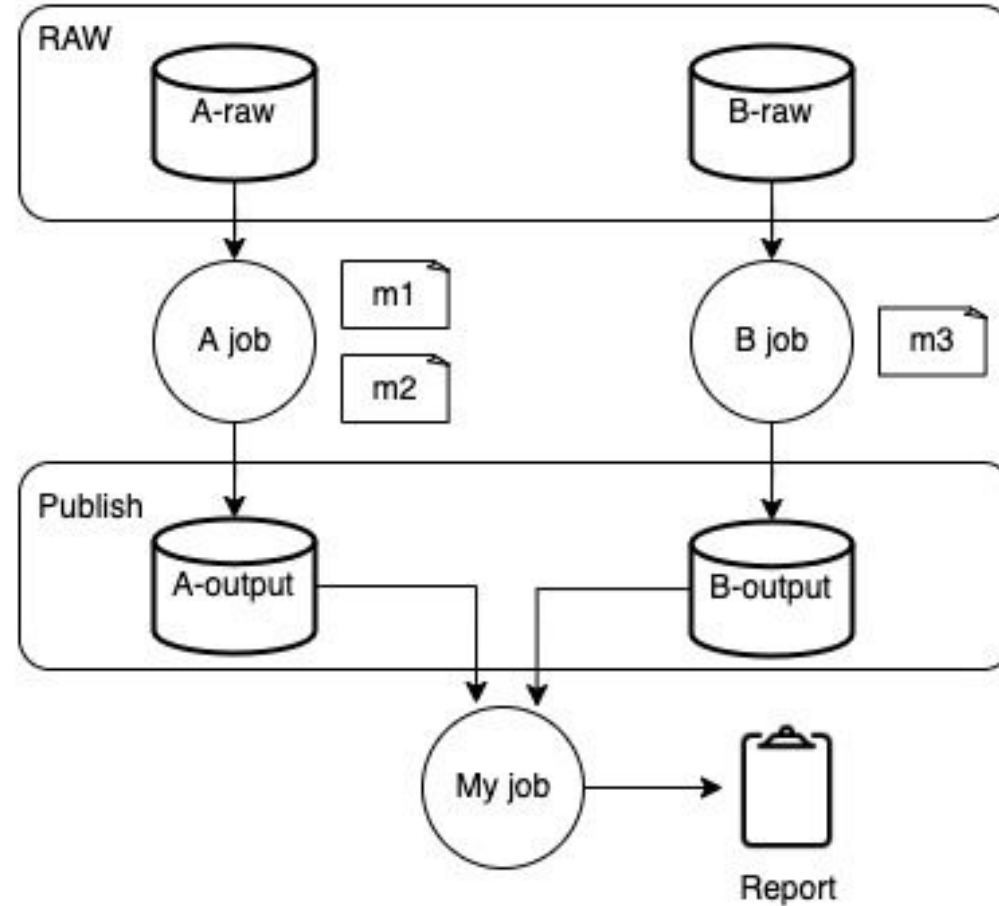 RAW
A-raw
B-raw
A job
m1
m2
B job
m3
Publish
A-output
B-output
My job
Report